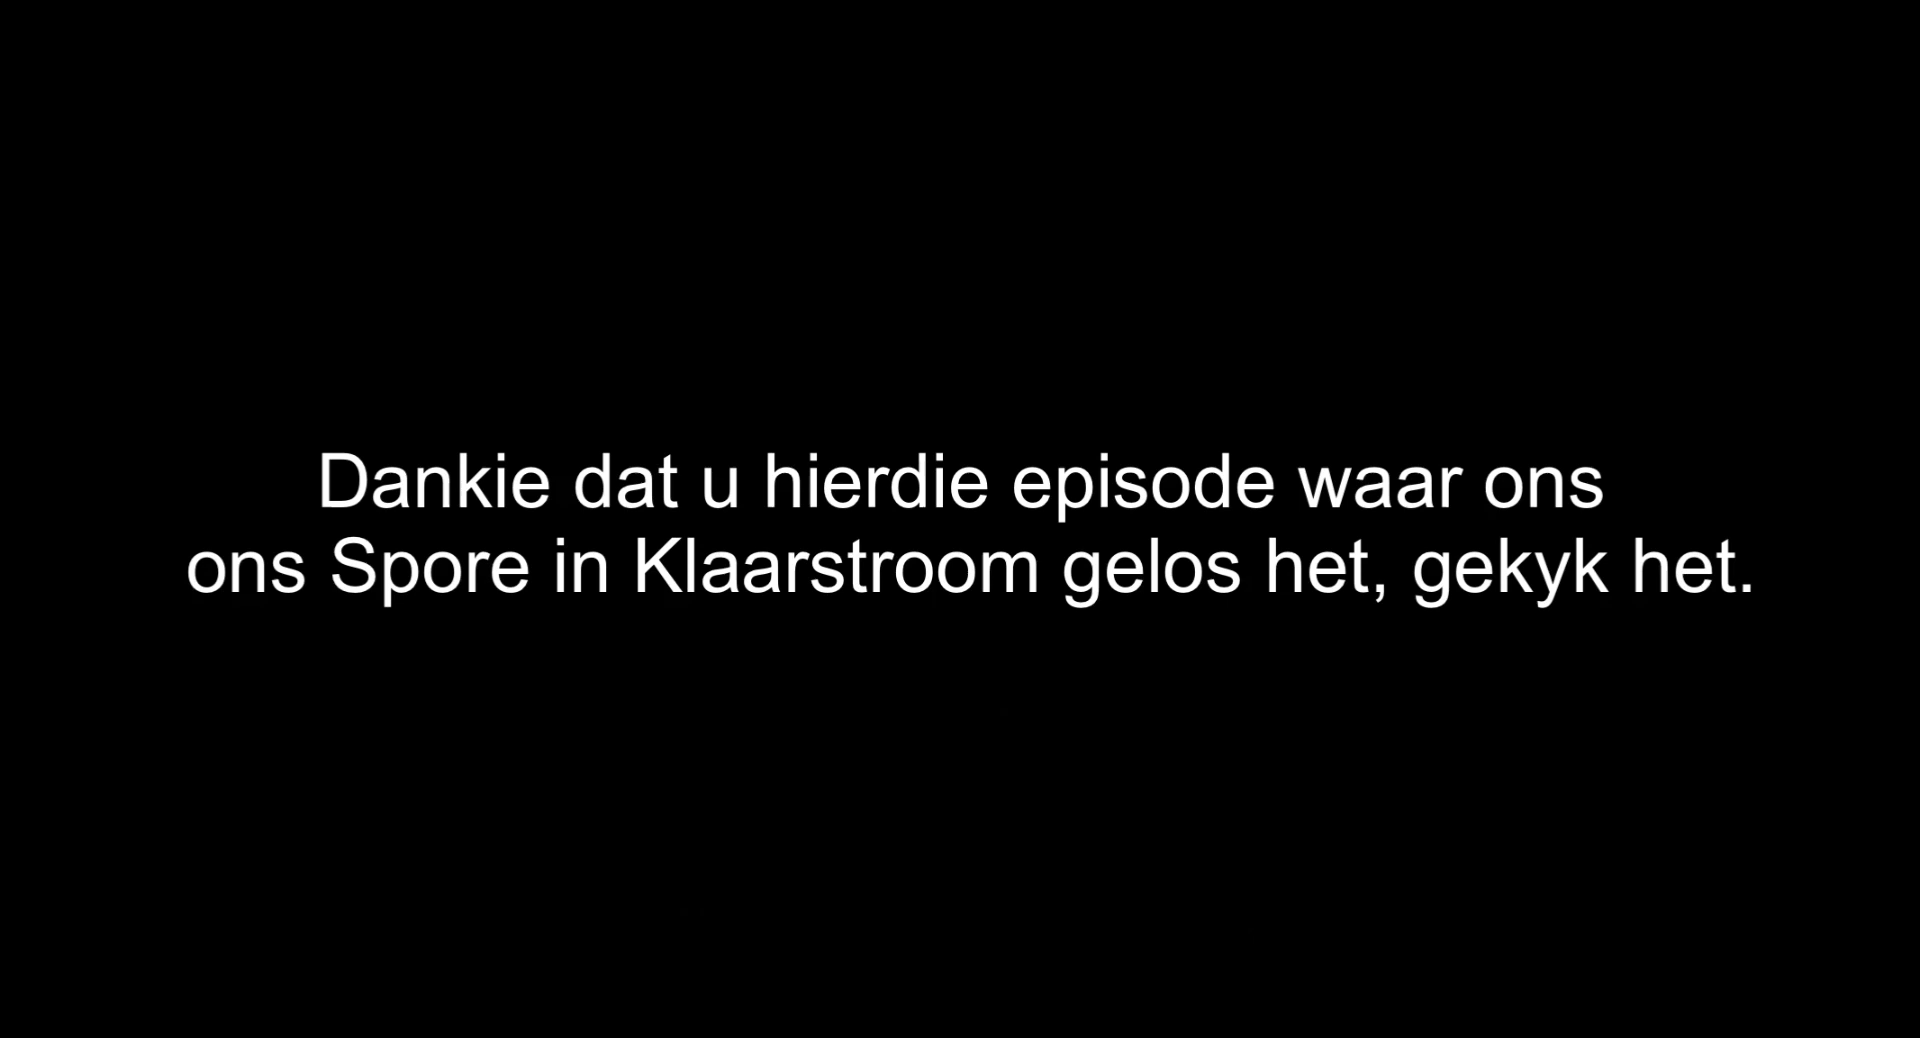 Dankie dat u hierdie episode waar ons
ons Spore in Klaarstroom gelos het, gekyk het.